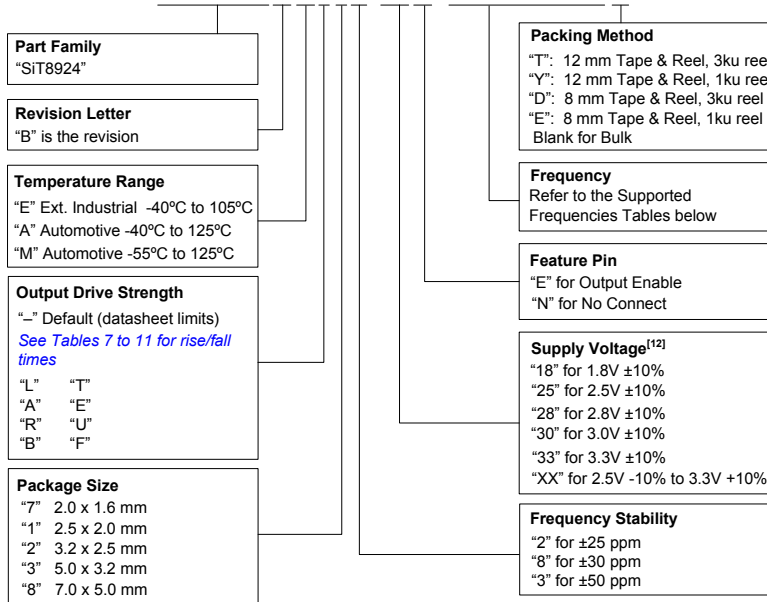 Part Family
“SiT8924”
Revision Letter
“B” is the revision
Temperature Range
“E” Ext. Industrial -40ºC to 105ºC
“A” Automotive -40ºC to 125ºC
“M” Automotive -55ºC to 125ºC
Output Drive Strength
“–” Default (datasheet limits)
See Tables 7 to 11 for rise/fall
times
“L” “T”
“A” “E”
“R” “U”
“B” “F”
Package Size
“7” 2.0 x 1.6 mm
“1” 2.5 x 2.0 mm
“2” 3.2 x 2.5 mm
“3” 5.0 x 3.2 mm
“8” 7.0 x 5.0 mm
Packing Method
“T”: 12 mm Tape & Reel, 3ku ree
“Y”: 12 mm Tape & Reel, 1ku ree
“D”: 8 mm Tape & Reel, 3ku reel
“E”: 8 mm Tape & Reel, 1ku reel
Blank for Bulk
Frequency
Refer to the Supported
Frequencies Tables below
Feature Pin
“E” for Output Enable
“N” for No Connect
Supply Voltage[12]
“18” for 1.8V ±10%
“25” for 2.5V ±10%
“28” for 2.8V ±10%
“30” for 3.0V ±10%
“33” for 3.3V ±10%
“XX” for 2.5V -10% to 3.3V +10%
Frequency Stability
“2” for ±25 ppm
“8” for ±30 ppm
“3” for ±50 ppm